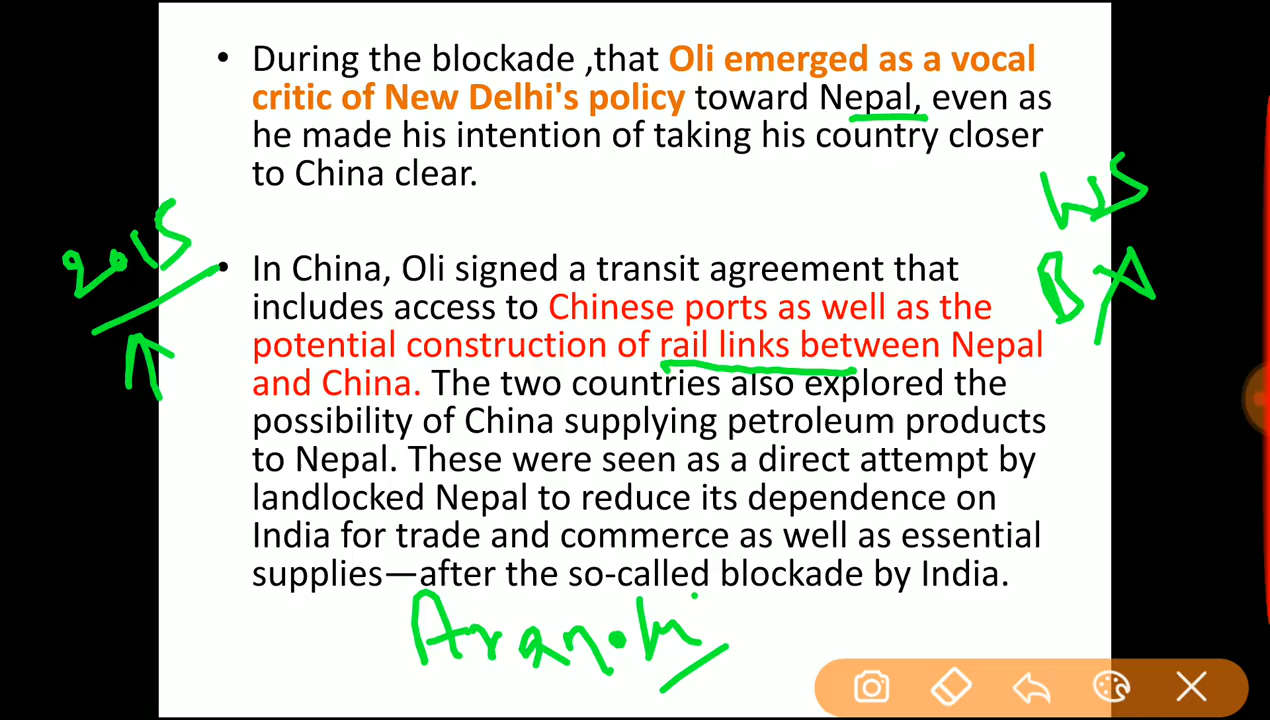 • During the blockade ,that Oli emerged as a vocal
critic of New Delhi's policy toward Nepal, even as
he made his intention of taking his country closer
to China clear.
2015
• In China, Oli signed a transit agreement that
includes access to Chinese ports as well as the
potential construction of rail links between Nepal
and China. The two countries also explored the
possibility of China supplying petroleum products
to Nepal. These were seen as a direct attempt by
landlocked Nepal to reduce its dependence on
India for trade and commerce as well as essential
supplies—after the so-called blockade by India.